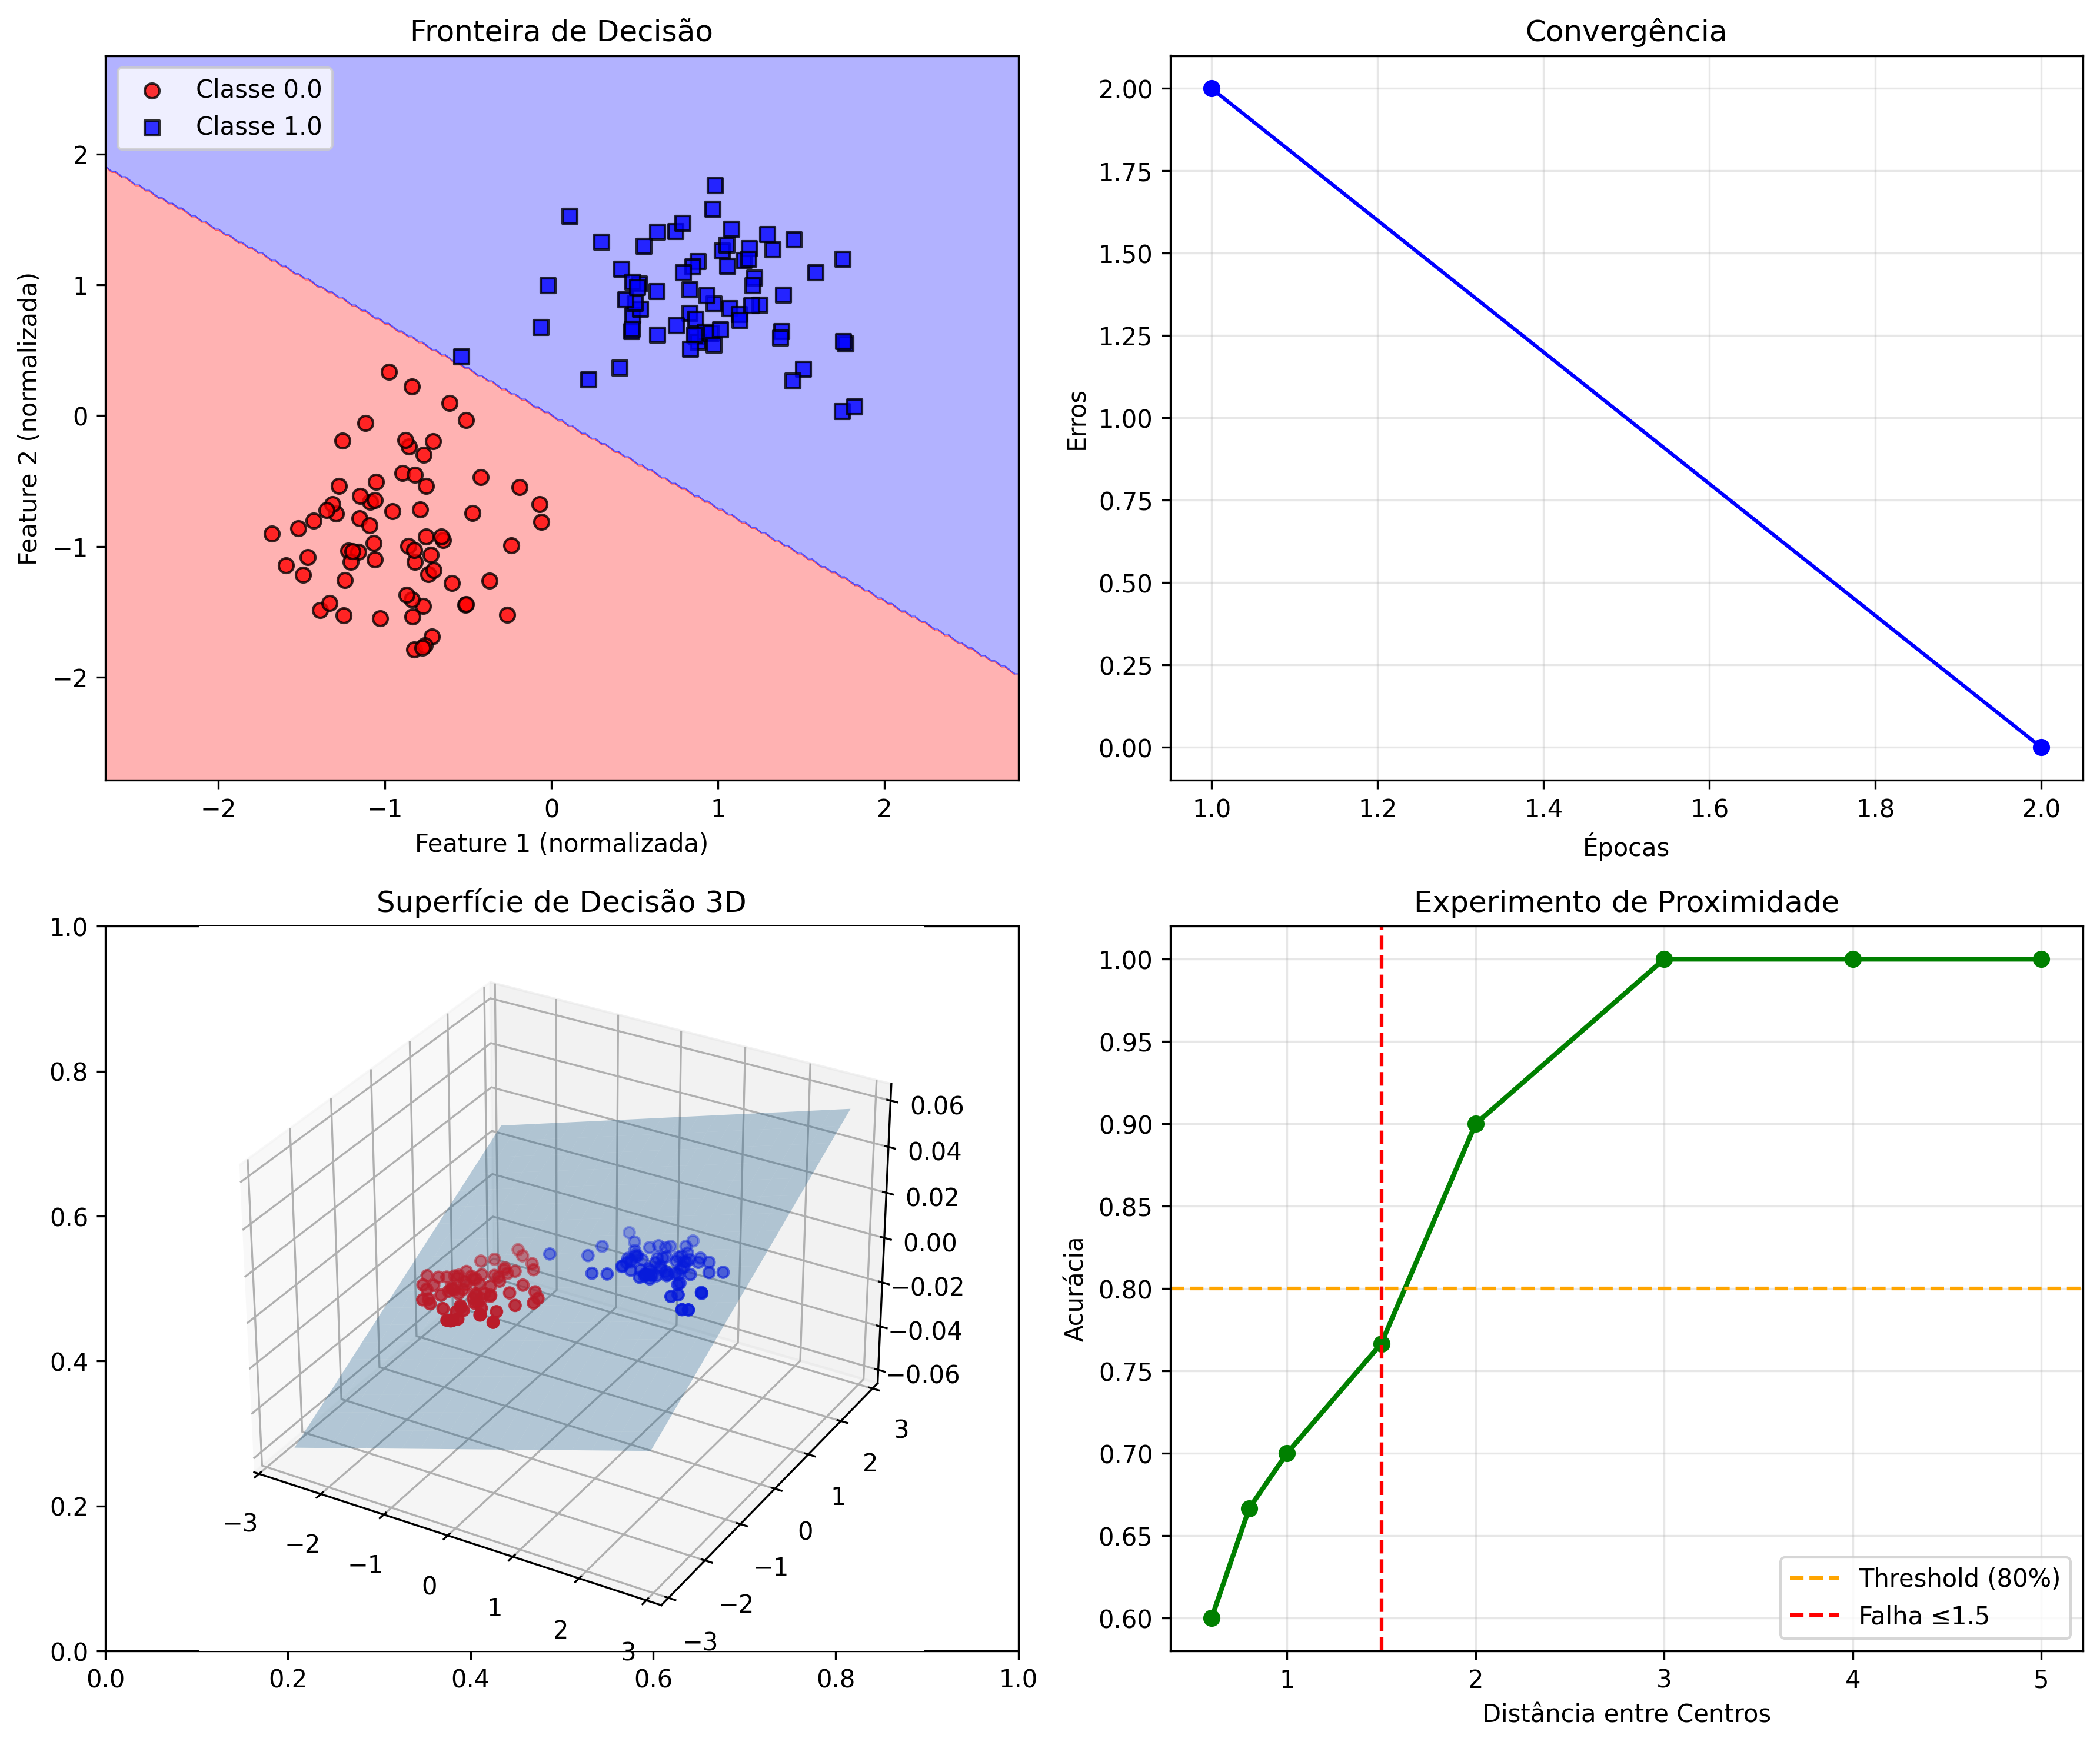 Fronteira de Decisão
Classe 0.0
Classe 1.0
2
1
0
−1
−2
Feature 2 (normalizada)
−2 −1 0 1 2
Feature 1 (normalizada)
Convergência
2.00
1.75
1.50
1.25
1.00
0.75
0.50
0.25
0.00
Erros
1.0 1.2 1.4 1.6 1.8 2.0
Épocas
Superfície de Decisão 3D
1.0
0.8
0.6
0.4
0.2
0.0
0.06
0.04
0.02
0.00
−0.02
−0.04
−0.06
3
2
1
0
−1
−2
−3
−3
−2
−1
0
1
2
3
0.0 0.2 0.4 0.6 0.8 1.0
Experimento de Proximidade
1.00
0.95
0.90
0.85
0.80
0.75
0.70
0.65
0.60
Acurácia
Threshold (80%)
Falha ≤1.5
1 2 3 4 5
Distância entre Centros